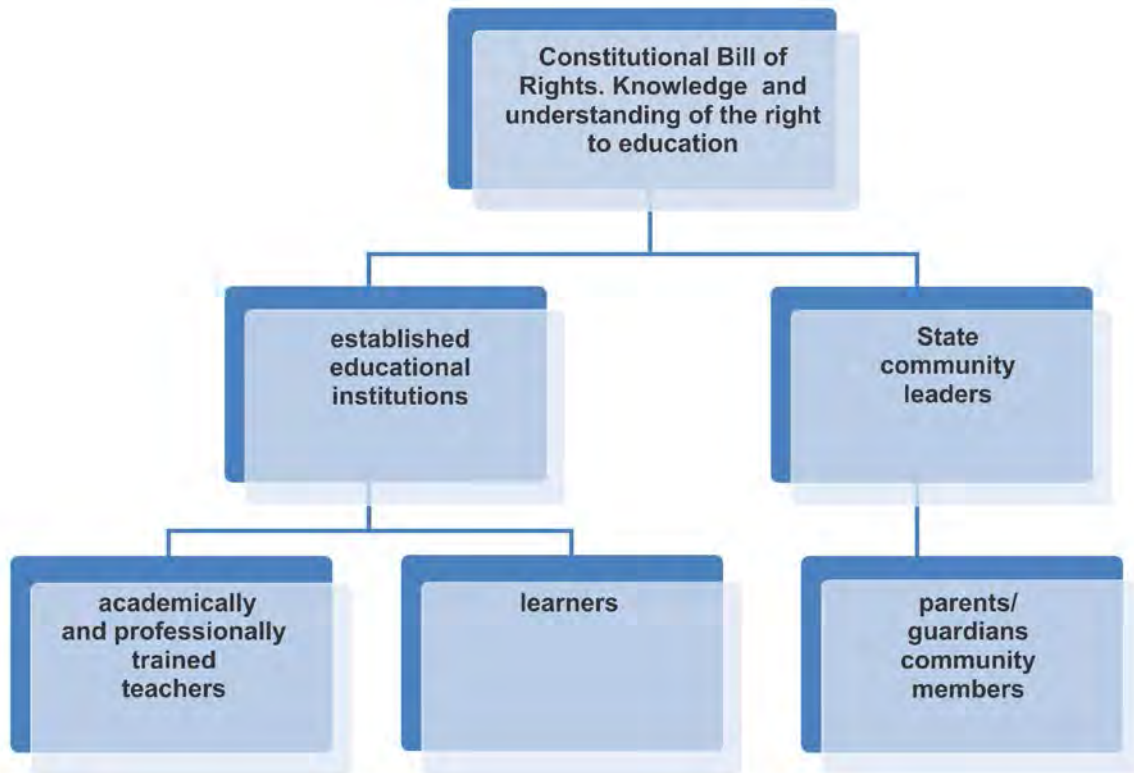 Constitutional Bill of
Rights. Knowledge and
understanding of the right
to education
established
educational
institutions
State
community
leaders
academically
and professionally
trained
teachers
learners
parents/
guardians
community
members